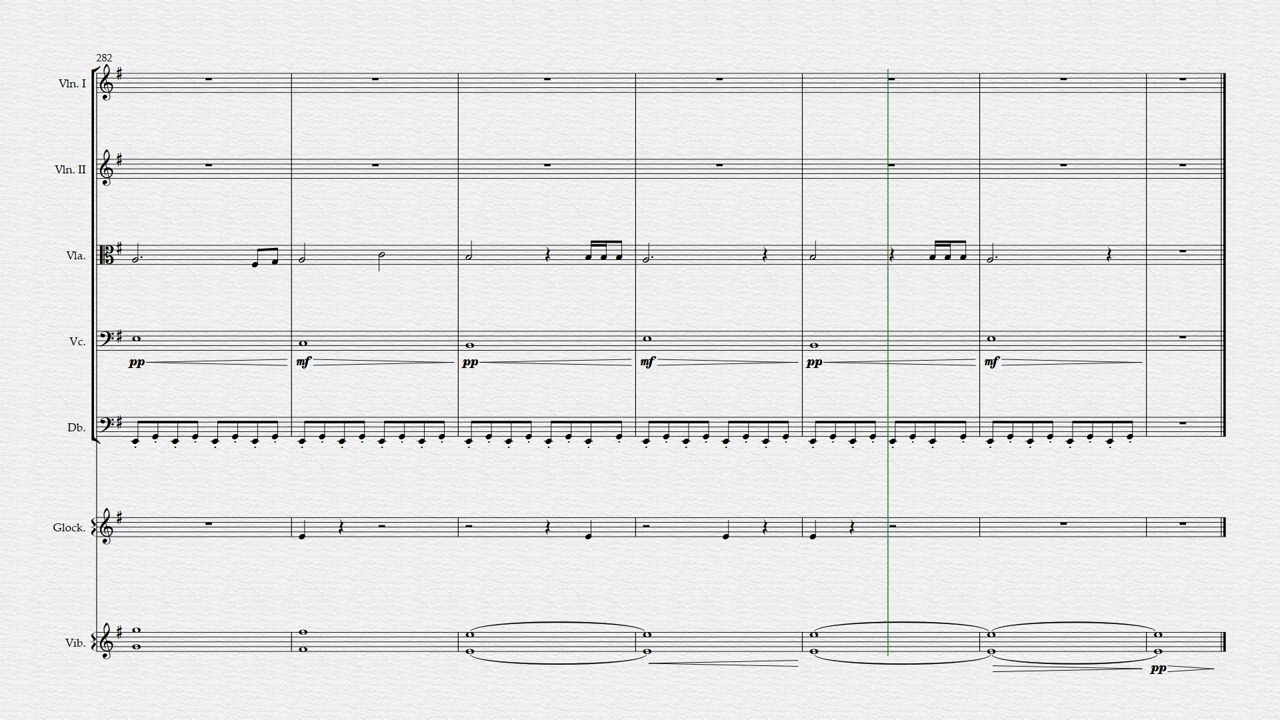 282
Vln. I
Vln. II
Vla.
Vc.
pp mf pp mf pp mf
Db.
Glock.
Vib.
pp